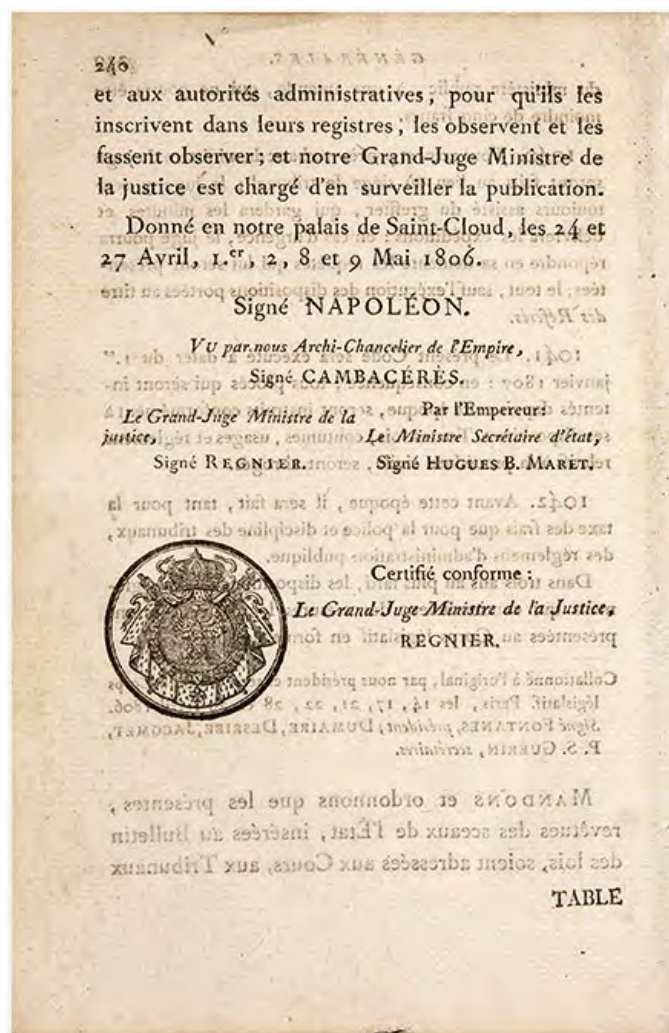 246
et aux autorités administratives, pour qu'ils les
inscrivent dans leurs registres, les observent et les
fassent observer ; et notre Grand-Juge Ministre de
la justice est chargé d'en surveiller la publication.
Donné en notre palais de Saint-Cloud, les 24 et
27 Avril, 1.er, 2, 8 et 9 Mai 1806.
Signé NAPOLÉON.
VU par nous Archi-Chancelier de l'Empire,
Signé CAMBACÉRÈS.
Le Grand-Juge Ministre de la
justice,
Signé REGNIER.
Par l'Empereur:
Le Ministre Secrétaire d'état,
Signé HUGUES B. MARET.
Certifié conforme :
Le Grand-Juge Ministre de la Justice,
REGNIER.
TABLE